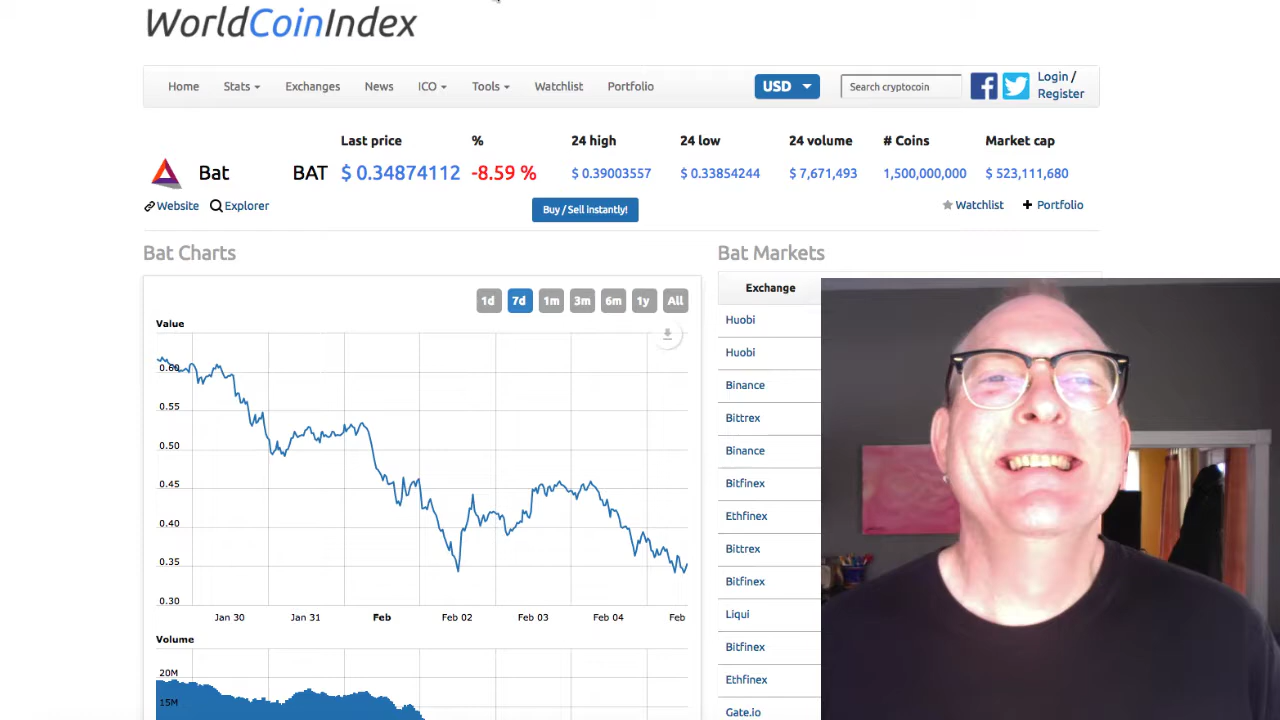 WorldCoinIndex
Home Stats Exchanges News ICO Tools Watchlist Portfolio USD Search cryptocoin Login / Register
Last price % 24 high 24 low 24 volume # Coins Market cap
Bat BAT $ 0.34874112 -8.59 % $ 0.39003557 $ 0.33854244 $ 7,671,493 1,500,000,000 $ 523,111,680
Website Explorer Buy / Sell instantly! Watchlist Portfolio
Bat Charts
1d 7d 1m 3m 6m 1y All
Value
0.60
0.55
0.50
0.45
0.40
0.35
0.30
Jan 30 Jan 31 Feb Feb 02 Feb 03 Feb 04 Feb
Volume
20M
15M
Bat Markets
Exchange
Huobi
Huobi
Binance
Bittrex
Binance
Bitfinex
Ethfinex
Bittrex
Bitfinex
Liqui
Bitfinex
Ethfinex
Gate.io